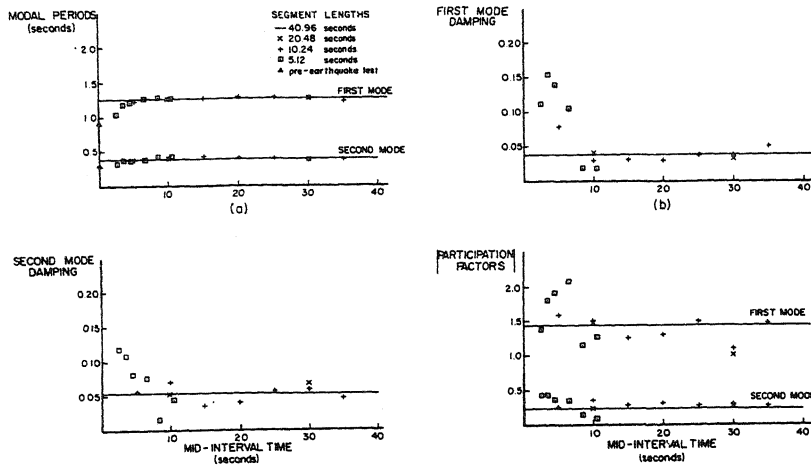 MODAL PERIODS
(seconds)
SEGMENT LENGTHS
— 40.96 seconds
× 20.48 seconds
+ 10.24 seconds
□ 5.12 seconds
▵ pre-earthquake test
2.0
1.5
1.0
0.5
FIRST MODE
SECOND MODE
10 20 30 40
(a)
FIRST MODE
DAMPING
0.20
0.15
0.10
0.05
10 20 30 40
(b)
SECOND MODE
DAMPING
0.20
0.15
0.10
0.05
10 20 30 40
MID-INTERVAL TIME
(seconds)
|PARTICIPATION
FACTORS|
2.0
1.5
1.0
0.5
FIRST MODE
SECOND MODE
10 20 30 40
MID-INTERVAL TIME
(seconds)